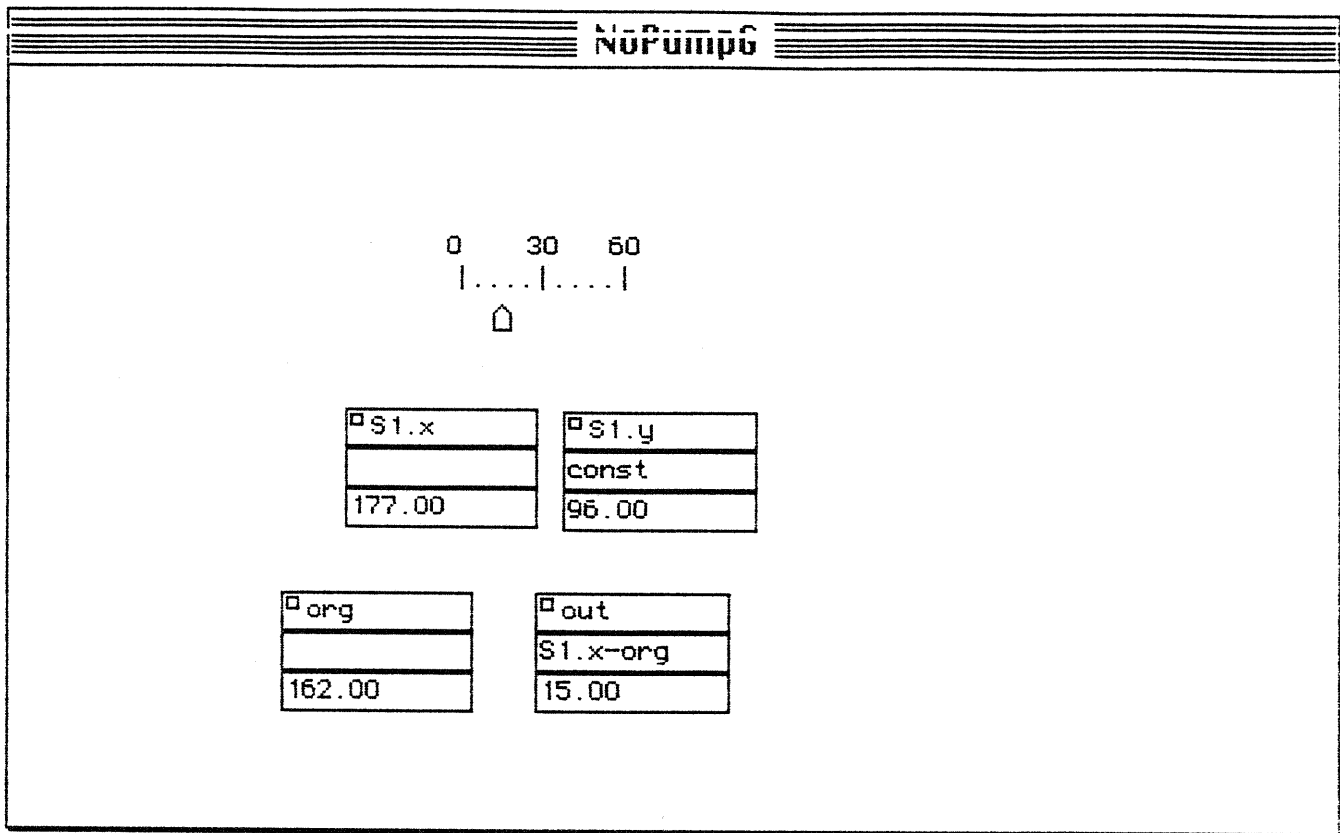 NoPumpG
0 30 60
|....|....|
S1.x
177.00
S1.y
const
96.00
org
162.00
out
S1.x-org
15.00